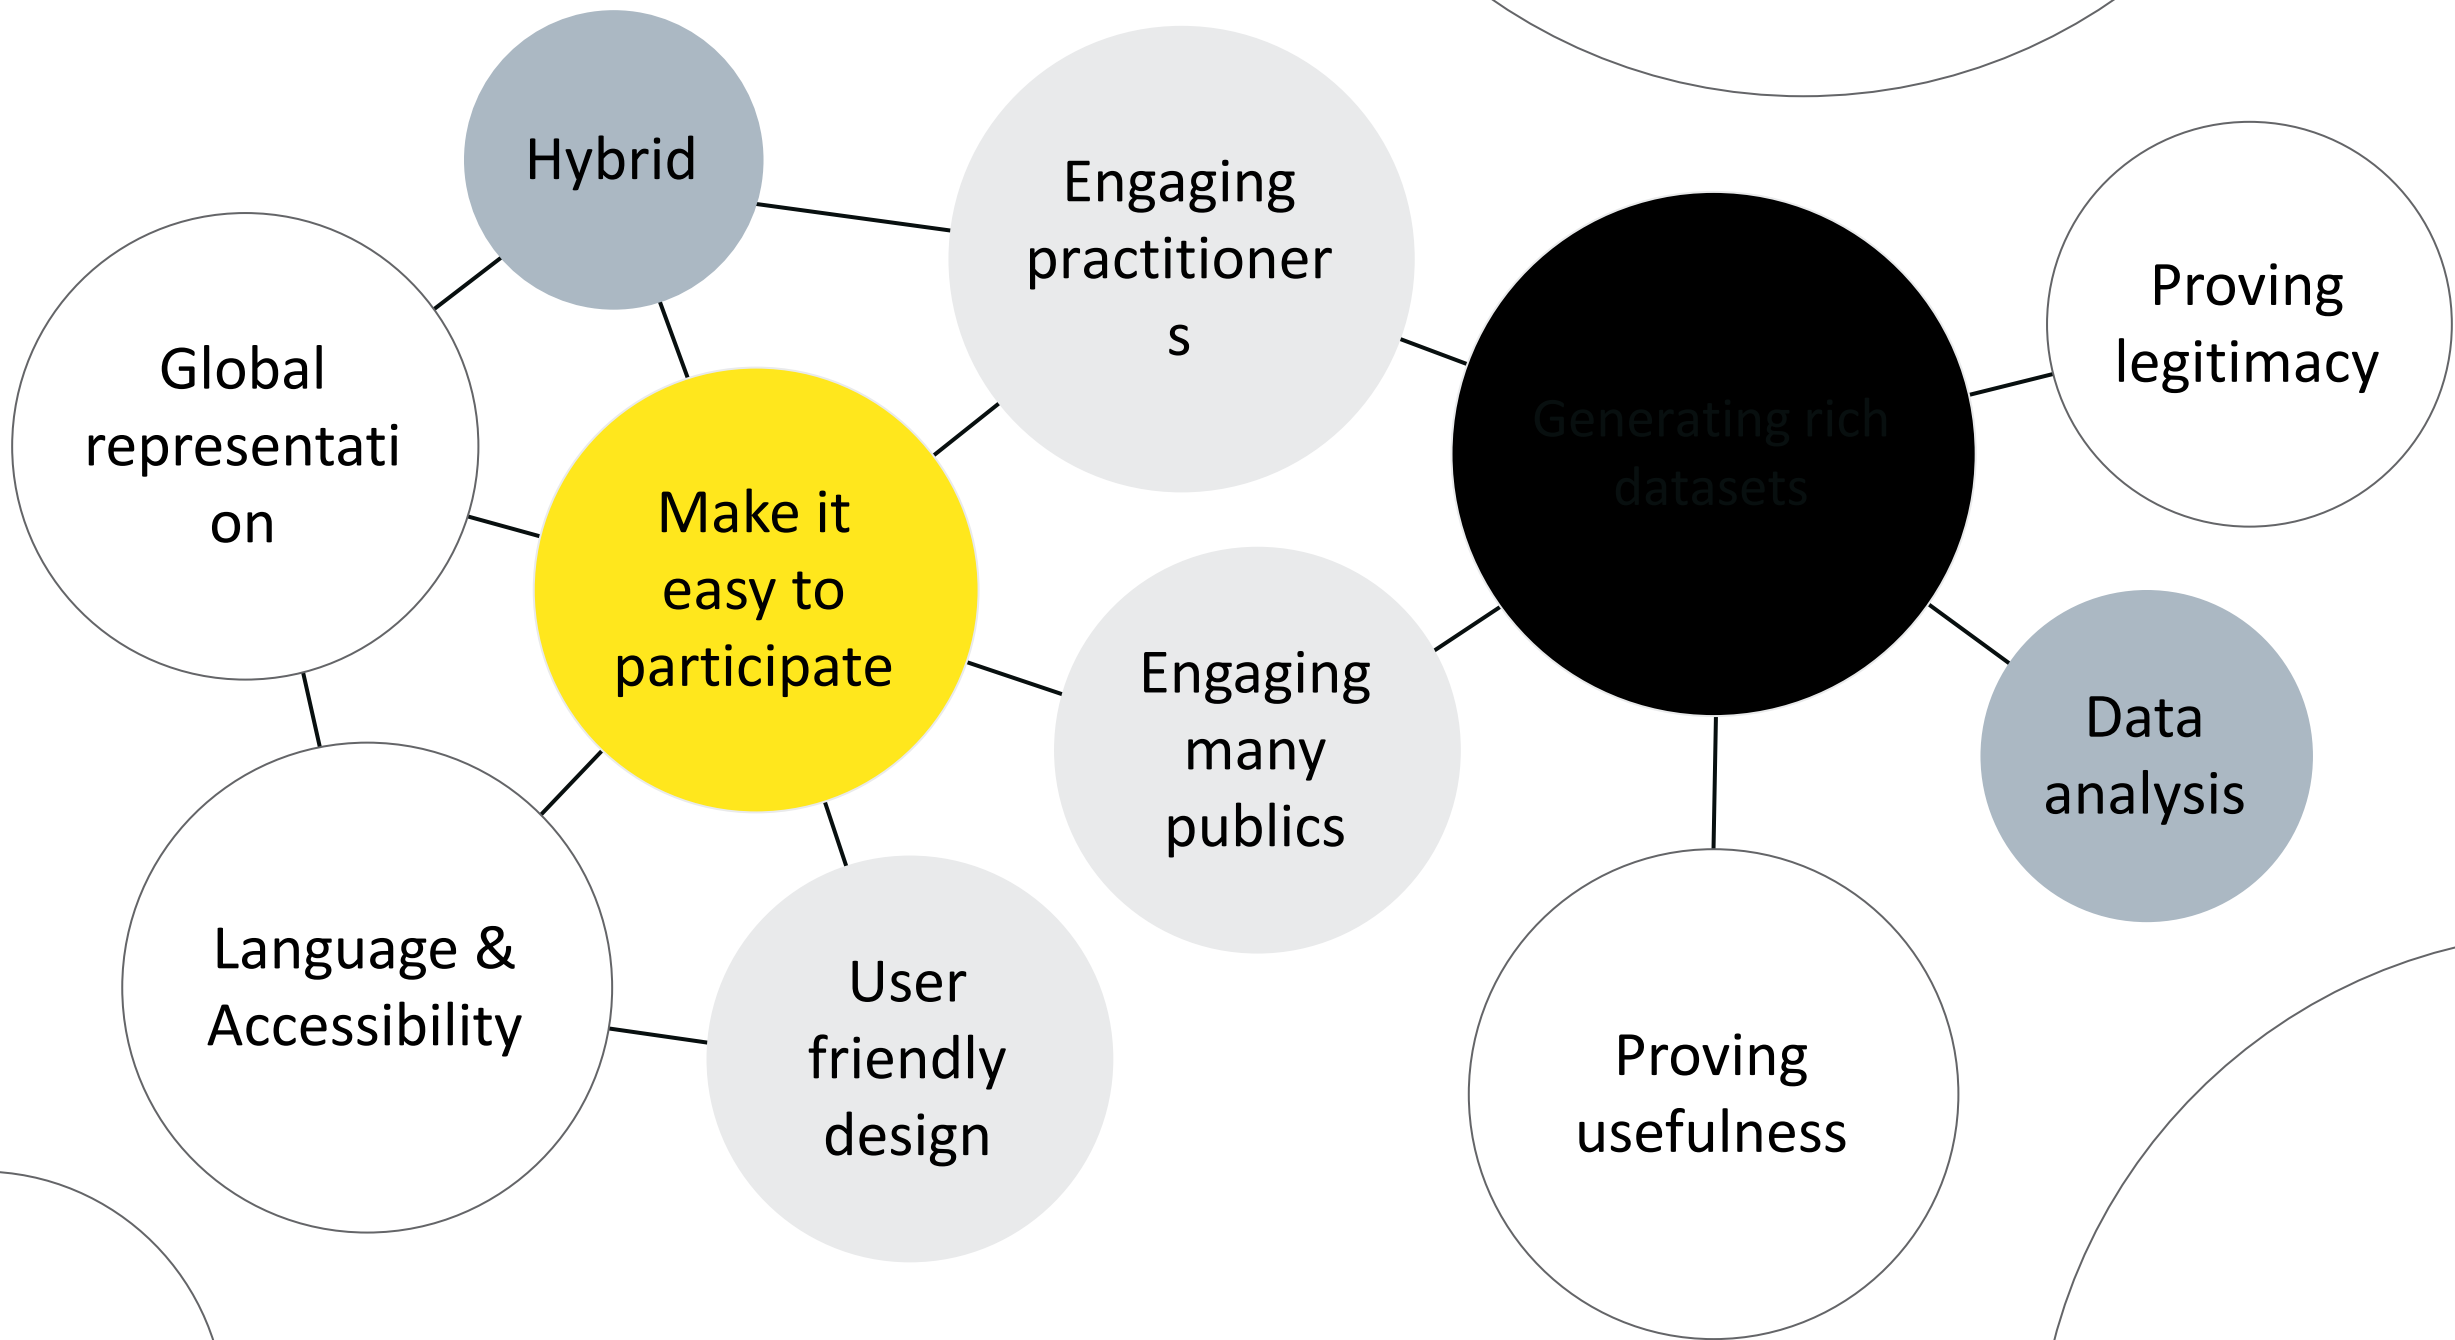 Hybrid
Engaging
practitioner
s
Proving
legitimacy
Global
representati
on
Generating rich
datasets
Make it
easy to
participate
Engaging
many
publics
Data
analysis
Language &
Accessibility
User
friendly
design
Proving
usefulness